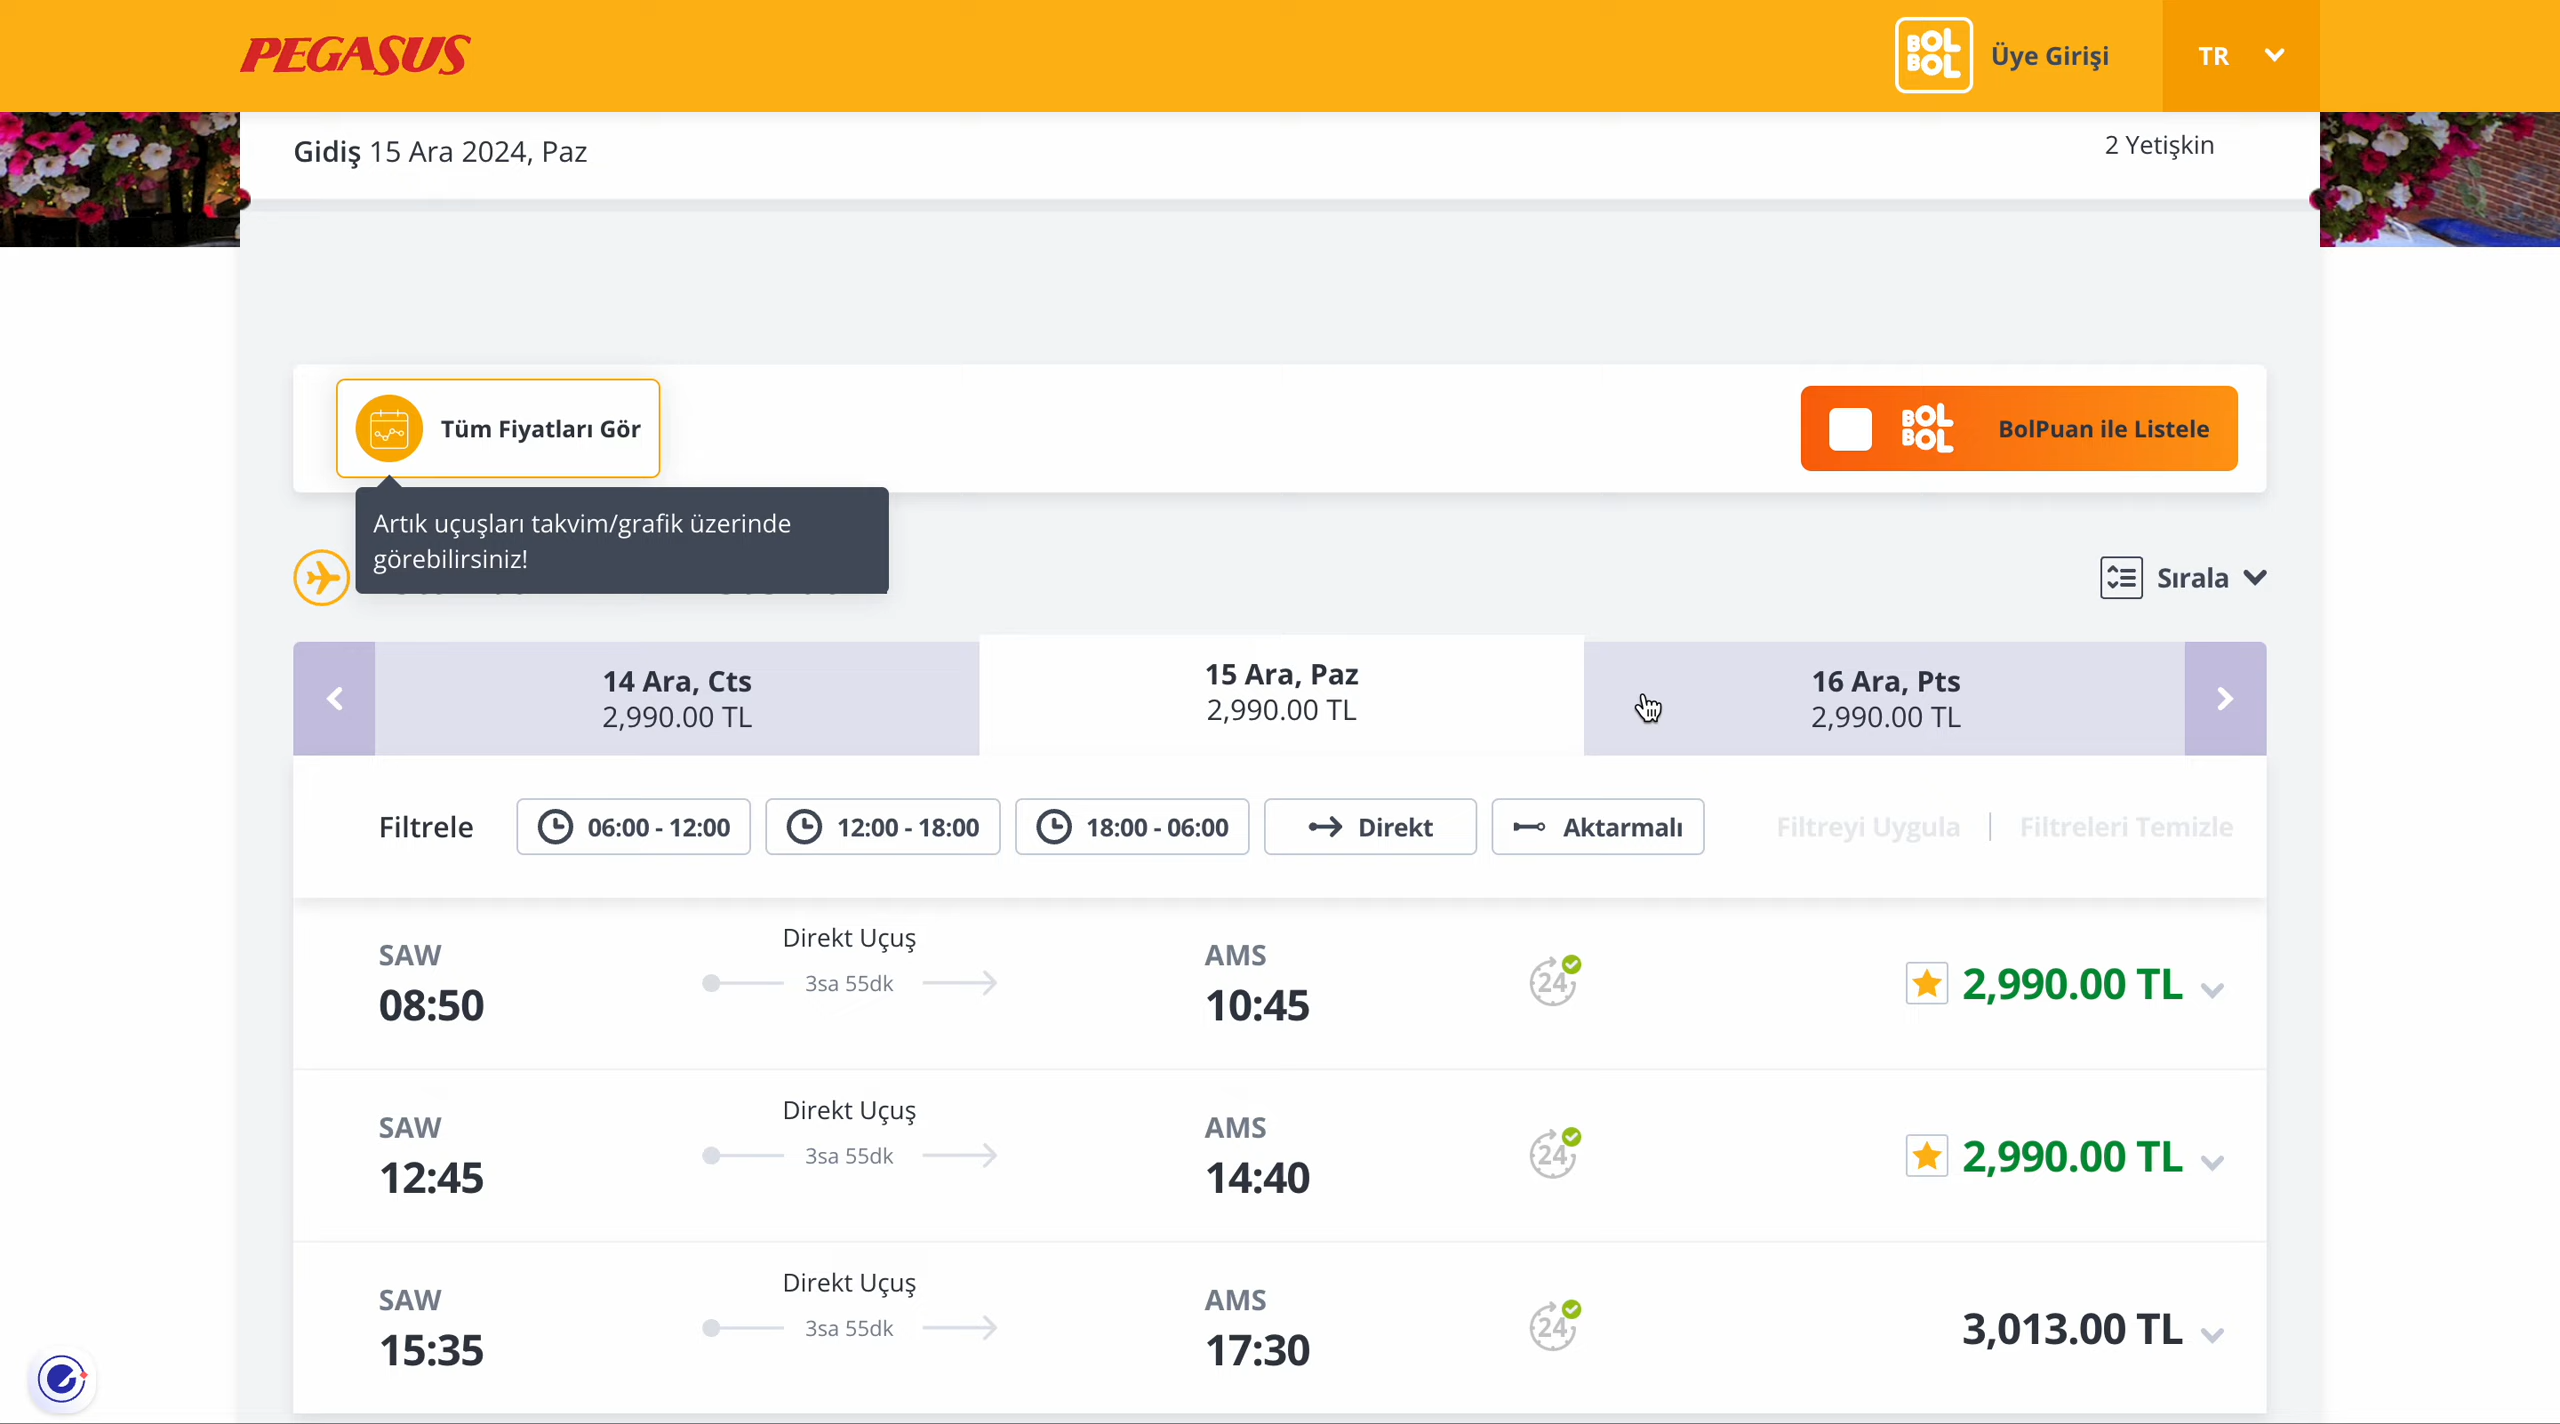 PEGASUS
BOL
BOL
Üye Girişi
TR
Gidiş 15 Ara 2024, Paz
2 Yetişkin
Tüm Fiyatları Gör
BOL
BOL
BolPuan ile Listele
Artık uçuşları takvim/grafik üzerinde
görebilirsiniz!
Sırala
14 Ara, Cts
2,990.00 TL
15 Ara, Paz
2,990.00 TL
16 Ara, Pts
2,990.00 TL
Filtrele
06:00 - 12:00
12:00 - 18:00
18:00 - 06:00
Direkt
Aktarmalı
Filtreyi Uygula
Filtreleri Temizle
SAW
08:50
Direkt Uçuş
3sa 55dk
AMS
10:45
24
2,990.00 TL
SAW
12:45
Direkt Uçuş
3sa 55dk
AMS
14:40
24
2,990.00 TL
SAW
15:35
Direkt Uçuş
3sa 55dk
AMS
17:30
24
3,013.00 TL